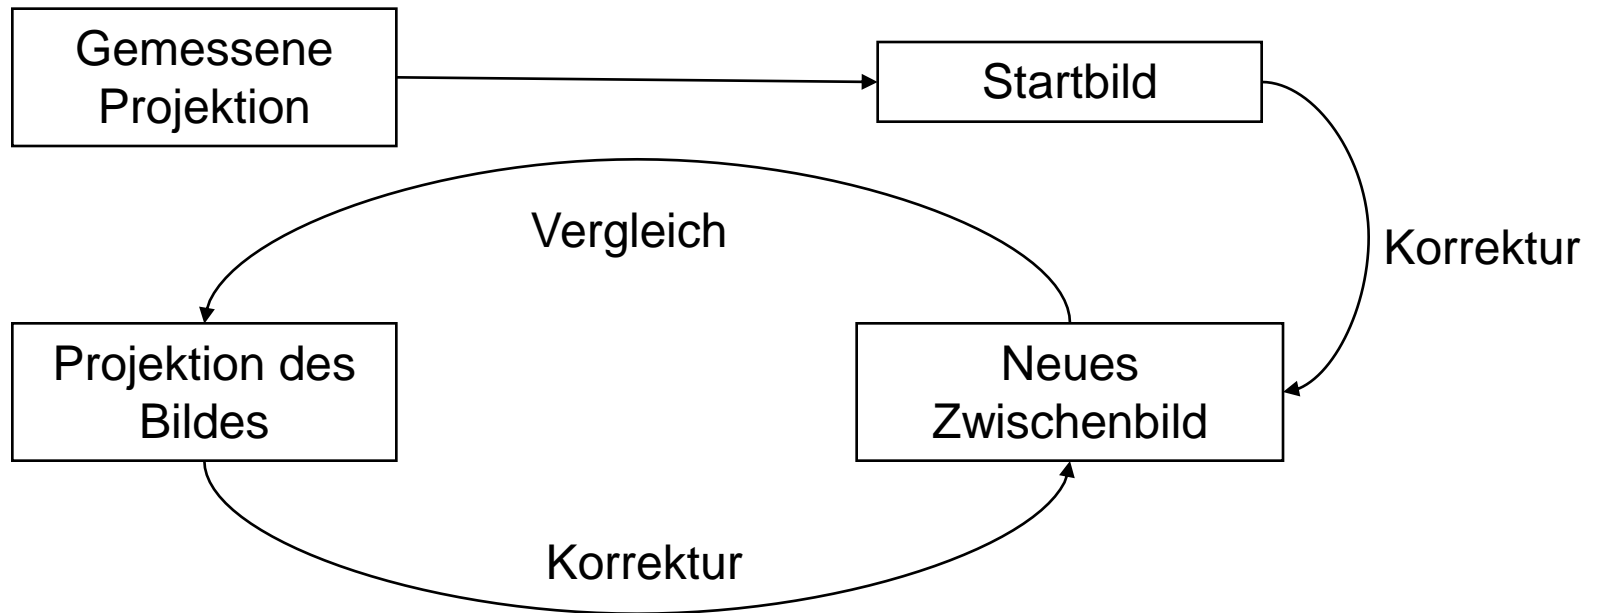 Gemessene
Projektion
Startbild
Vergleich
Korrektur
Projektion des
Bildes
Neues
Zwischenbild
Korrektur